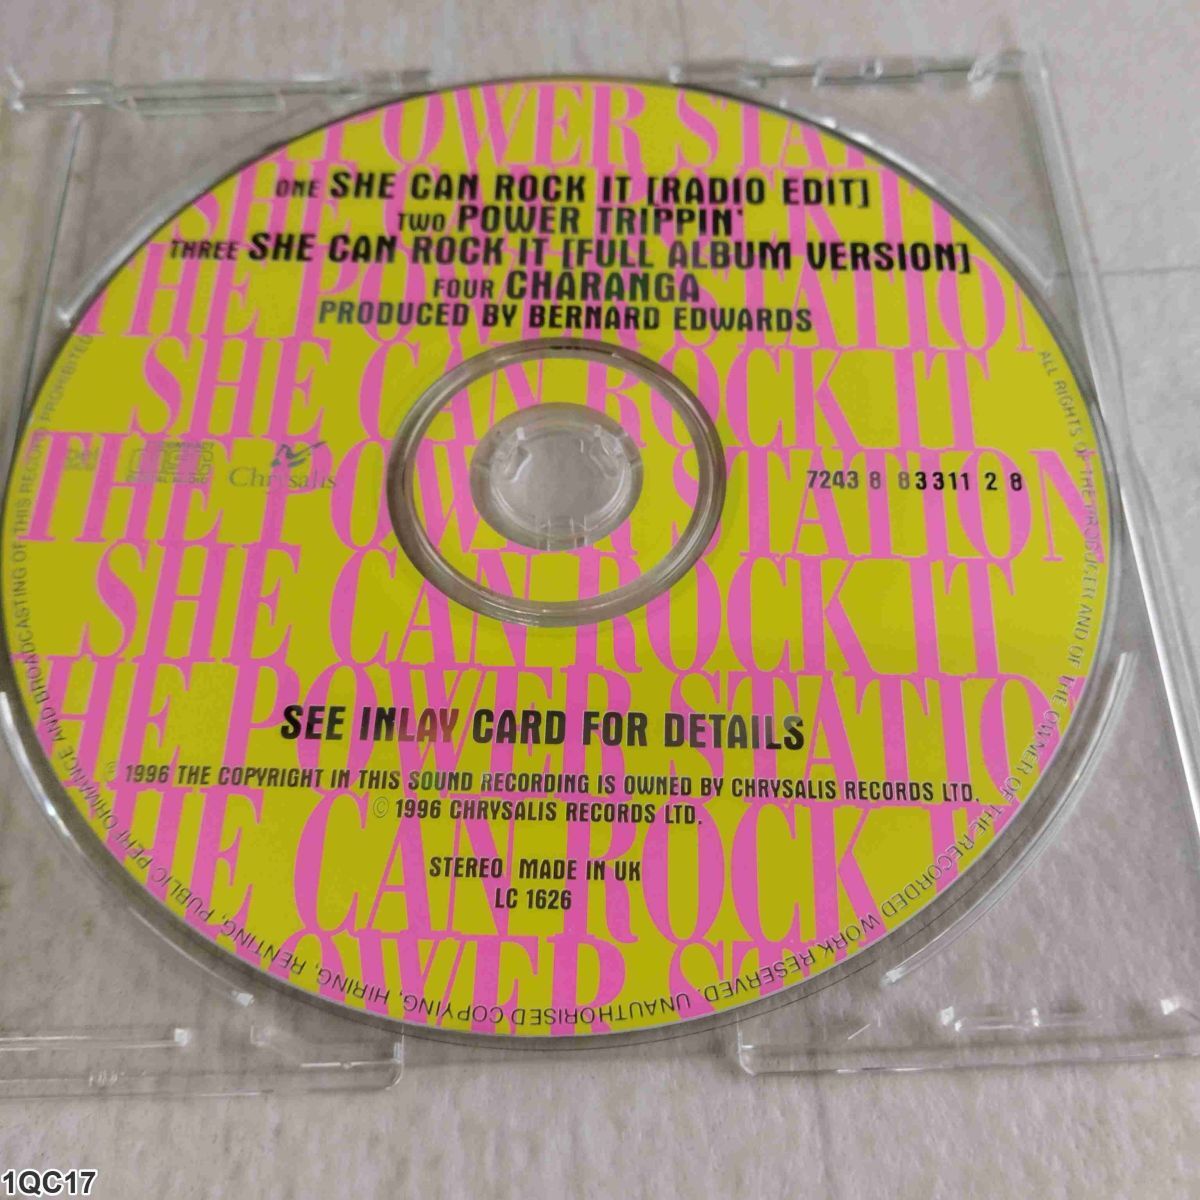 THE POWER STATION
ONE SHE CAN ROCK IT [RADIO EDIT]
TWO POWER TRIPPIN'
THREE SHE CAN ROCK IT [FULL ALBUM VERSION]
FOUR CHARANGA
PRODUCED BY BERNARD EDWARDS
SHE CAN ROCK IT
THE POWER STATION
COMPACT
disc
DIGITAL AUDIO
Chrysalis
7243 8 83311 2 8
SHE CAN ROCK IT
THE POWER STATION
SEE INLAY CARD FOR DETAILS
℗ 1996 THE COPYRIGHT IN THIS SOUND RECORDING IS OWNED BY CHRYSALIS RECORDS LTD.
© 1996 CHRYSALIS RECORDS LTD.
SHE CAN ROCK IT
STEREO MADE IN UK
LC 1626
POWER STATION
ALL RIGHTS OF THE PRODUCER AND OF THE OWNER OF THE RECORDED WORK RESERVED. UNAUTHORISED COPYING, HIRING, RENTING, PUBLIC PERFORMANCE AND BROADCASTING OF THIS RECORD PROHIBITED
1QC17